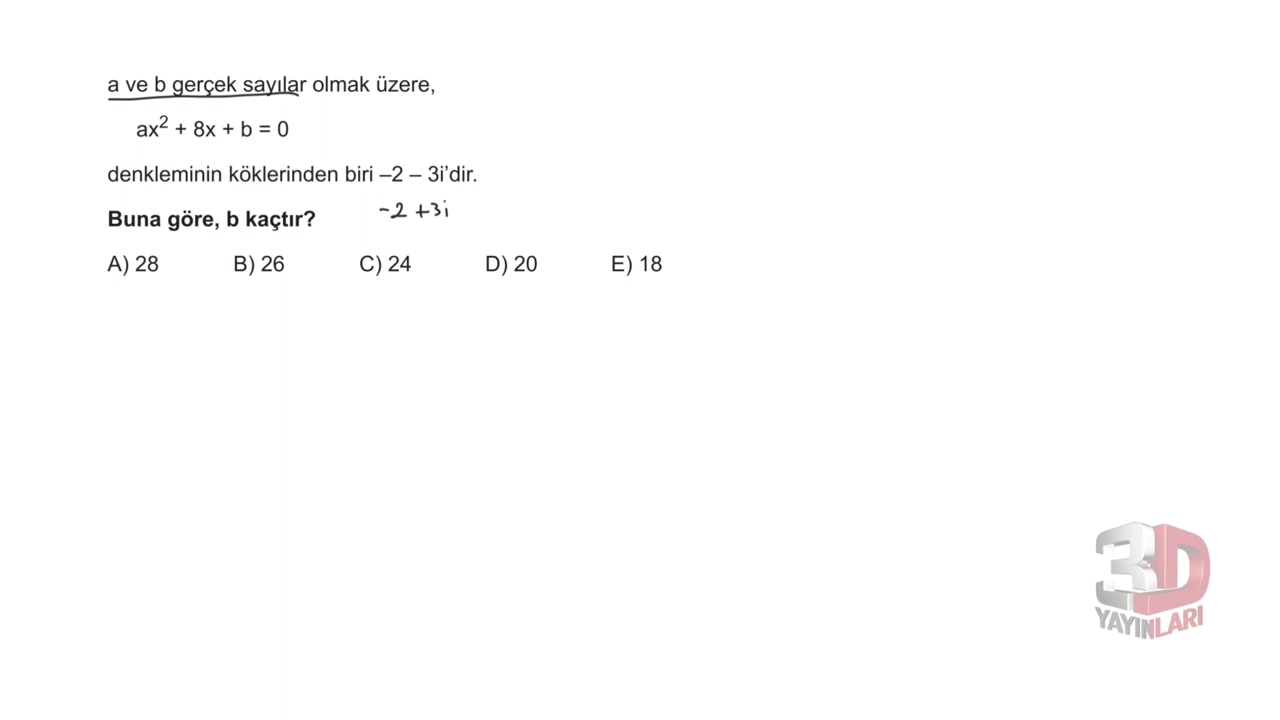 a ve b gerçek sayılar olmak üzere,
ax² + 8x + b = 0
denkleminin köklerinden biri –2 – 3i’dir.
Buna göre, b kaçtır?
-2 +3i
A) 28 B) 26 C) 24 D) 20 E) 18
3D
YAYINLARI